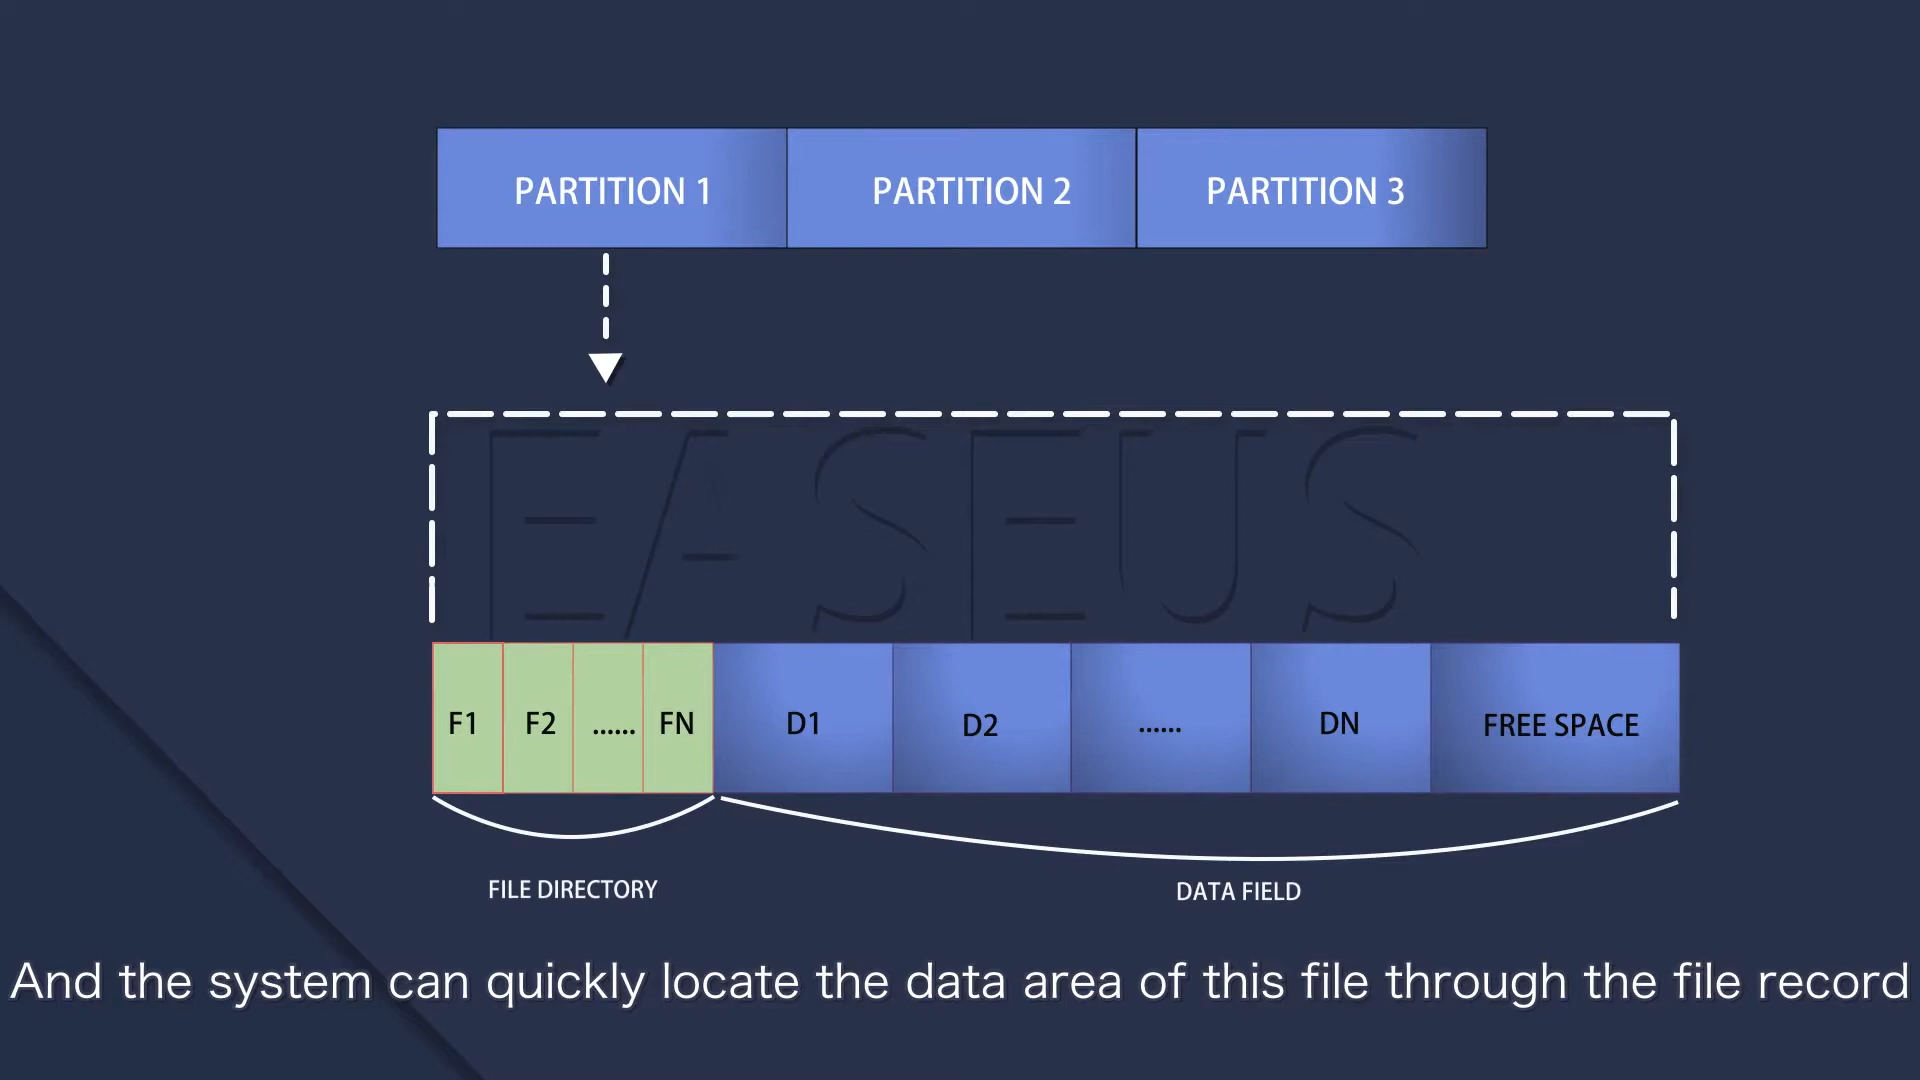 PARTITION 1 PARTITION 2 PARTITION 3
EASEUS
F1 F2 ...... FN D1 D2 ...... DN FREE SPACE
FILE DIRECTORY DATA FIELD
And the system can quickly locate the data area of this file through the file record